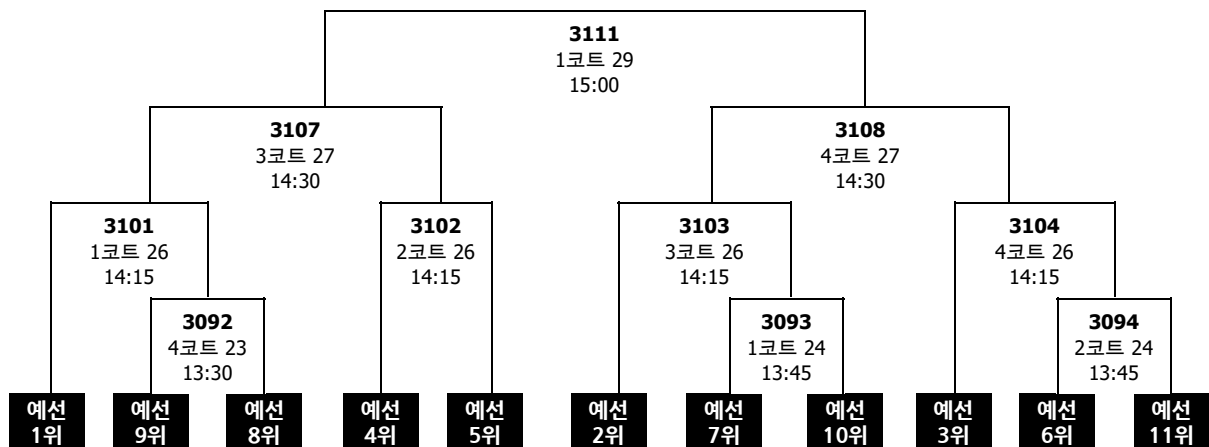 3111
1코트 29
15:00
3107
3코트 27
14:30
3108
4코트 27
14:30
3101
1코트 26
14:15
3102
2코트 26
14:15
3103
3코트 26
14:15
3104
4코트 26
14:15
3092
4코트 23
13:30
3093
1코트 24
13:45
3094
2코트 24
13:45
예선
1위
예선
9위
예선
8위
예선
4위
예선
5위
예선
2위
예선
7위
예선
10위
예선
3위
예선
6위
예선
11위